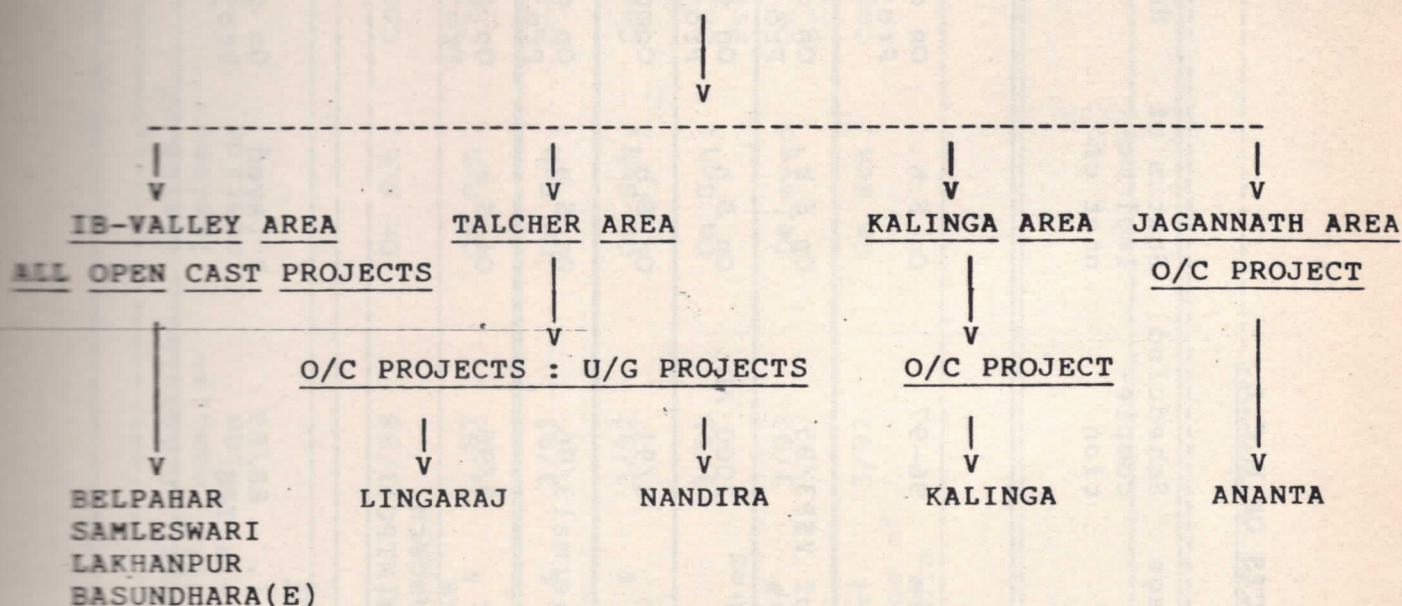 IB-VALLEY AREA TALCHER AREA KALINGA AREA JAGANNATH AREA
ALL OPEN CAST PROJECTS O/C PROJECT
O/C PROJECTS : U/G PROJECTS O/C PROJECT
BELPAHAR LINGARAJ NANDIRA KALINGA ANANTA
SAMLESWARI
LAKHANPUR
BASUNDHARA(E)